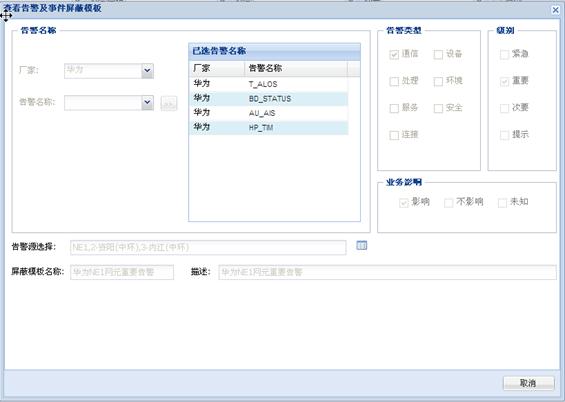 查看告警及事件屏蔽模板
告警名称
厂家: 华为
告警名称: >>
已选告警名称
厂家 告警名称
华为 T_ALOS
华为 BD_STATUS
华为 AU_AIS
华为 HP_TIM
告警类型
通信 设备
处理 环境
服务 安全
连接
级别
紧急
重要
次要
提示
业务影响
影响 不影响 未知
告警源选择: NE1,2-资阳(中环),3-内江(中环)
屏蔽模板名称: 华为NE1网元重要告警 描述: 华为NE1网元重要告警
取消